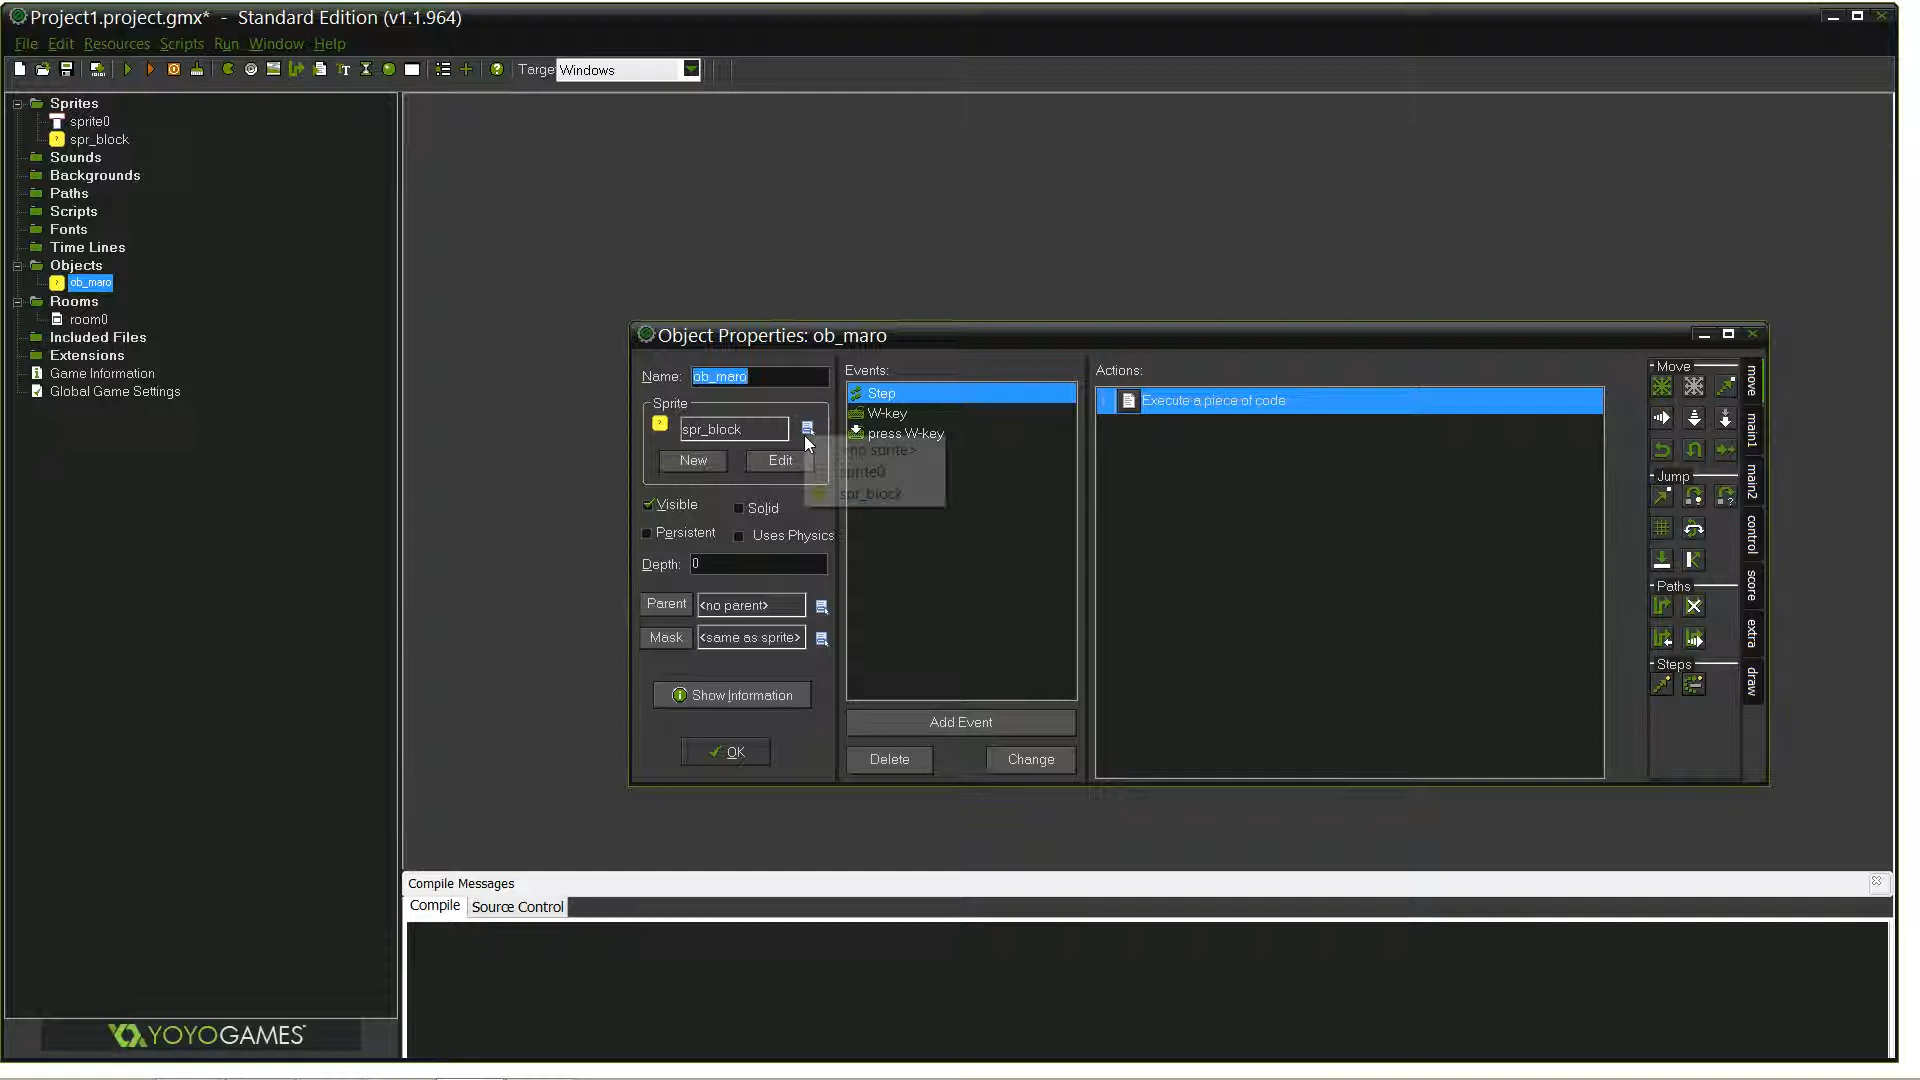 Project1.project.gmx* - Standard Edition (v1.1.964)
File Edit Resources Scripts Run Window Help
Targe Windows
Sprites
sprite0
spr_block
Sounds
Backgrounds
Paths
Scripts
Fonts
Time Lines
Objects
ob_maro
Rooms
room0
Included Files
Extensions
Game Information
Global Game Settings
YOYOGAMES
Object Properties: ob_maro
Name: ob_maro
Sprite
spr_block
New Edit
Visible Solid
Persistent Uses Physics
Depth: 0
Parent <no parent>
Mask <same as sprite>
Show Information
OK
Events:
Step
W-key
press W-key
<no sprite>
sprite0
spr_block
Add Event
Delete Change
Actions:
Execute a piece of code
Move
Jump
Paths
Steps
move
main1
main2
control
score
extra
draw
Compile Messages
Compile Source Control